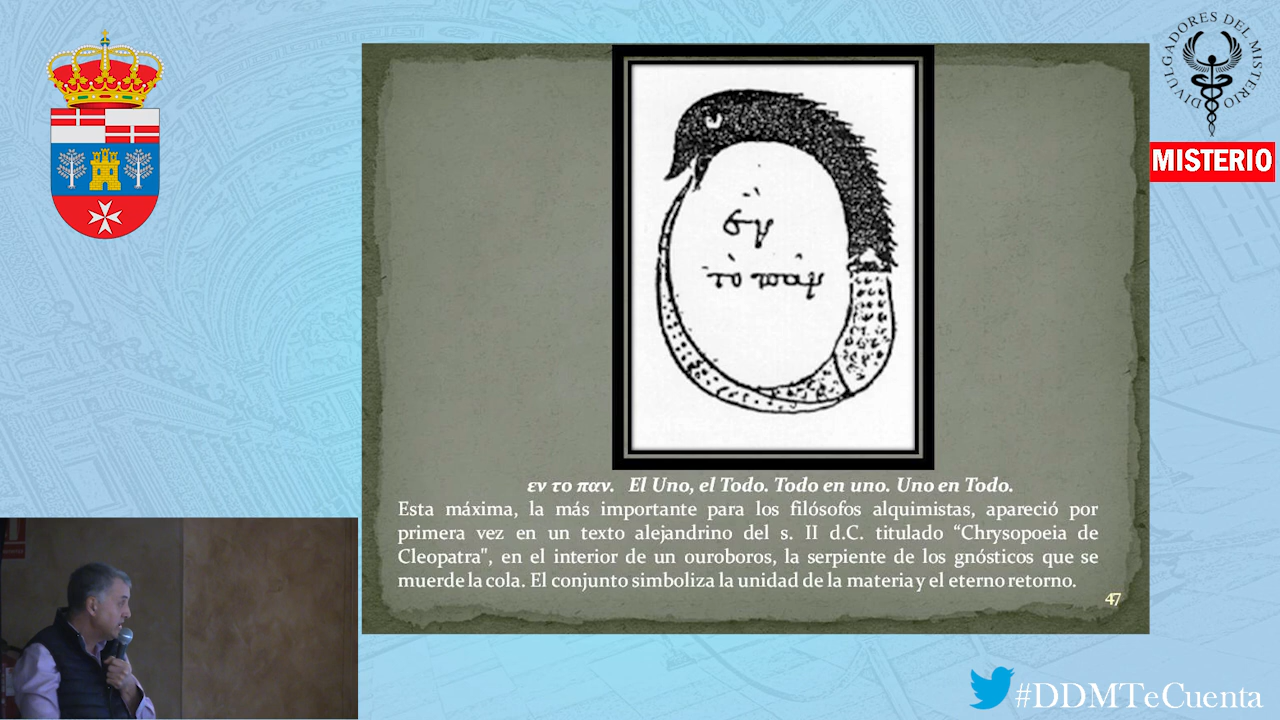 DIVULGADORES DEL MISTERIO
MISTERIO
ἓν
τὸ πᾶν
εν το παν. El Uno, el Todo. Todo en uno. Uno en Todo.
Esta máxima, la más importante para los filósofos alquimistas, apareció por
primera vez en un texto alejandrino del s. II d.C. titulado “Chrysopoeia de
Cleopatra", en el interior de un ouroboros, la serpiente de los gnósticos que se
muerde la cola. El conjunto simboliza la unidad de la materia y el eterno retorno.
47
#DDMTeCuenta